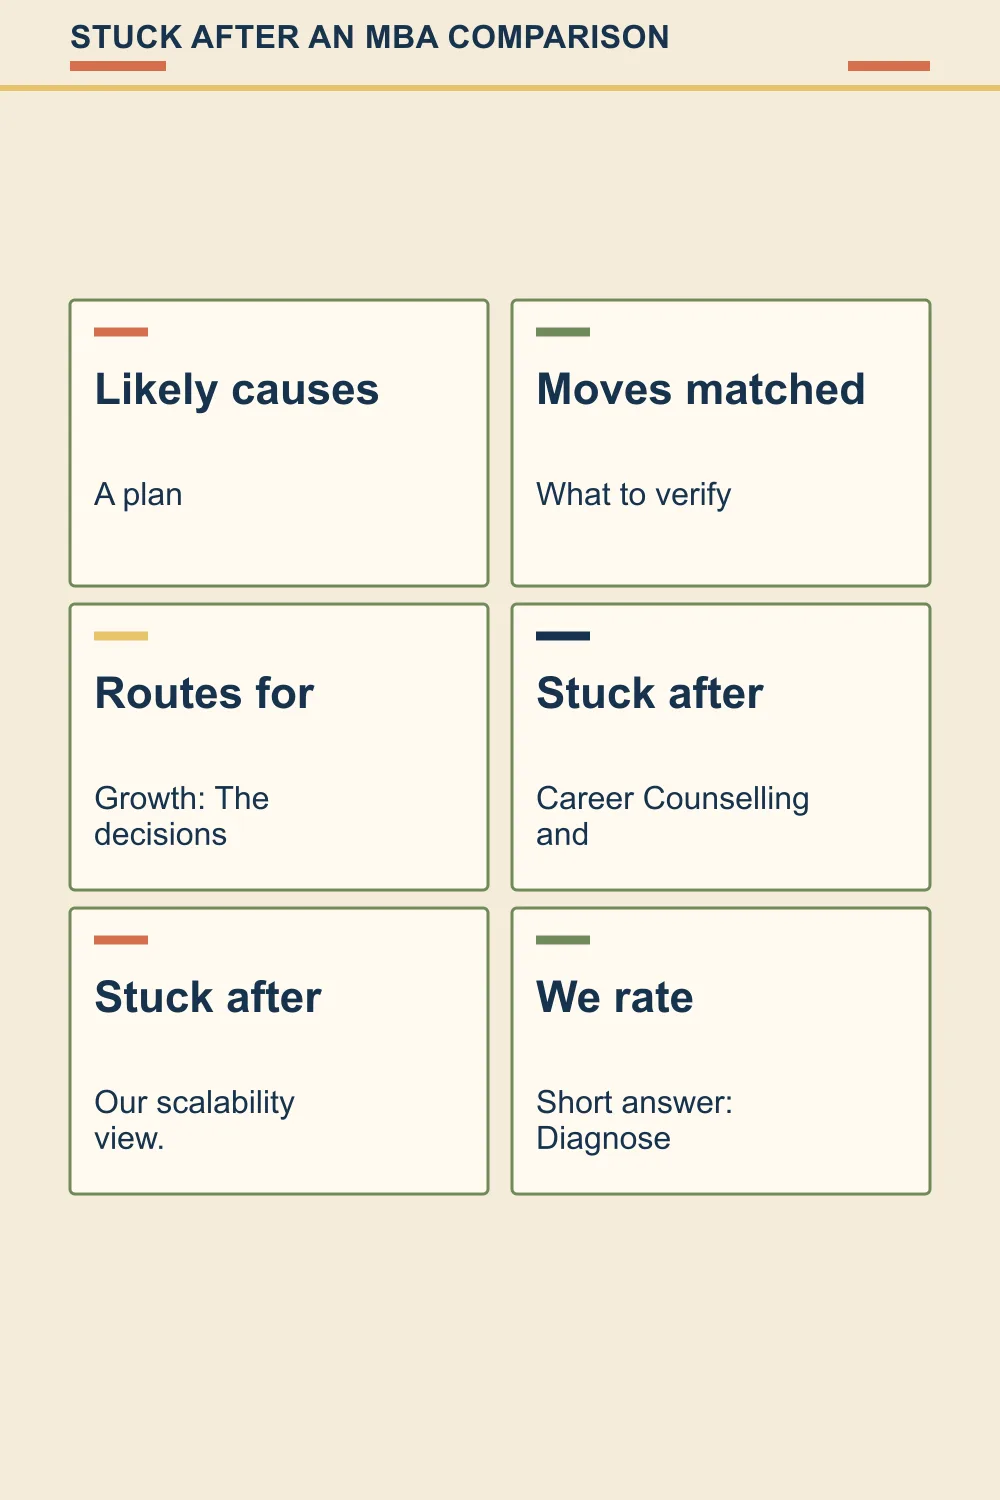 STUCK AFTER AN MBA COMPARISON
Likely causes
A plan
Moves matched
What to verify
Routes for
Growth: The
decisions
Stuck after
Career Counselling
and
Stuck after
Our scalability
view.
We rate
Short answer:
Diagnose